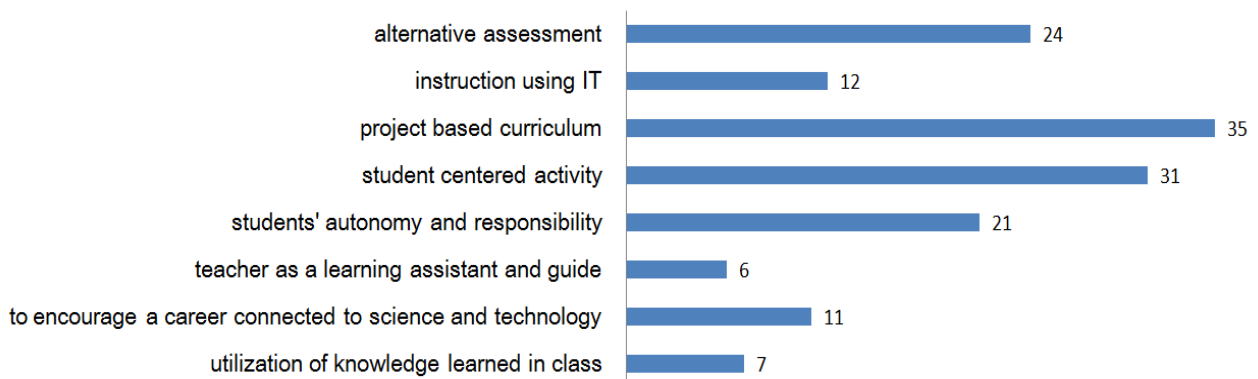 alternative assessment 24
instruction using IT 12
project based curriculum 35
student centered activity 31
students' autonomy and responsibility 21
teacher as a learning assistant and guide 6
to encourage a career connected to science and technology 11
utilization of knowledge learned in class 7